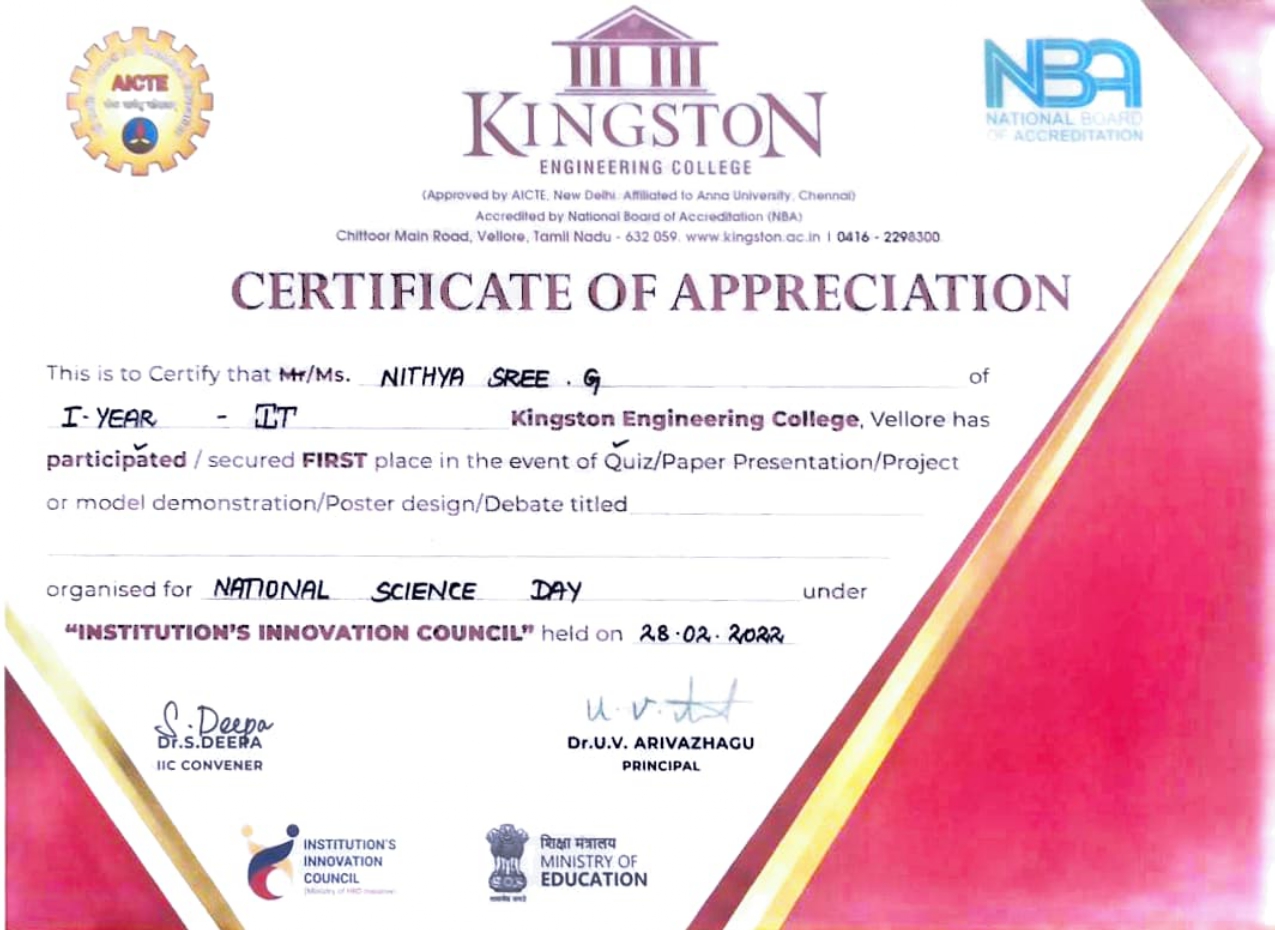 AICTE
KINGSTON
ENGINEERING COLLEGE
NBA
NATIONAL BOARD
OF ACCREDITATION
(Approved by AICTE, New Delhi. Affiliated to Anna University, Chennai)
Accredited by National Board of Accreditation (NBA)
Chittoor Main Road, Vellore, Tamil Nadu - 632 059. www.kingston.ac.in | 0416 - 2298300
CERTIFICATE OF APPRECIATION
This is to Certify that Mr/Ms. NITHYA SREE . G of
I-YEAR - IT Kingston Engineering College, Vellore has
participated / secured FIRST place in the event of Quiz/Paper Presentation/Project
or model demonstration/Poster design/Debate titled
organised for NATIONAL SCIENCE DAY under
"INSTITUTION'S INNOVATION COUNCIL" held on 28.02.2022
S. Deepa
Dr.S.DEEPA
IIC CONVENER
U.V.
Dr.U.V. ARIVAZHAGU
PRINCIPAL
INSTITUTION'S
INNOVATION
COUNCIL
(Ministry of HRD Initiative)
शिक्षा मंत्रालय
MINISTRY OF
EDUCATION
सत्यमेव जयते